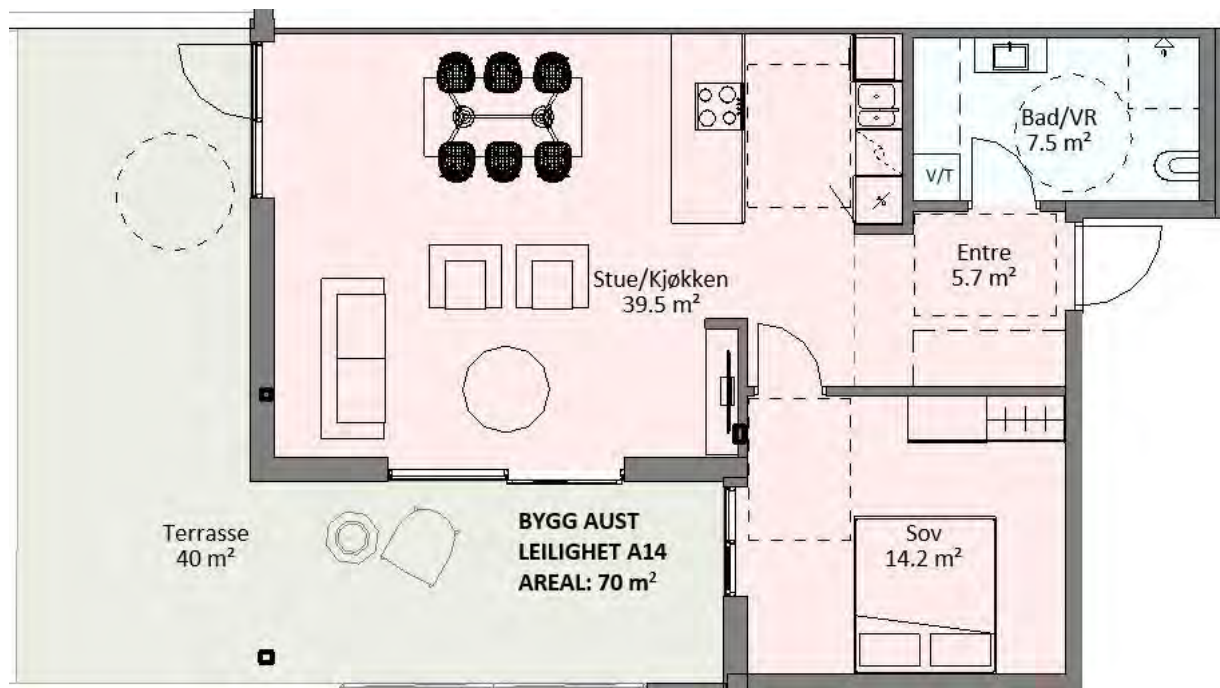 Bad/VR
7.5 m²
V/T
Entre
5.7 m²
Stue/Kjøkken
39.5 m²
Terrasse
40 m²
BYGG AUST
LEILIGHET A14
AREAL: 70 m²
Sov
14.2 m²